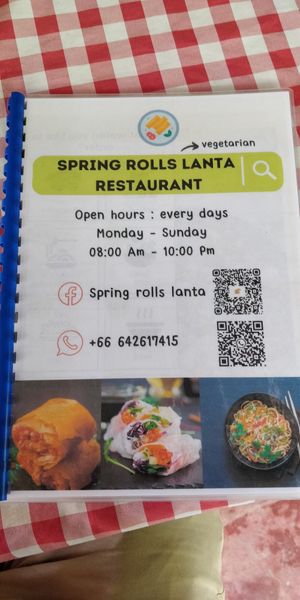 vegetarian
SPRING ROLLS LANTA
RESTAURANT
Open hours : every days
Monday - Sunday
08:00 Am - 10:00 Pm
Spring rolls lanta
+66 642617415